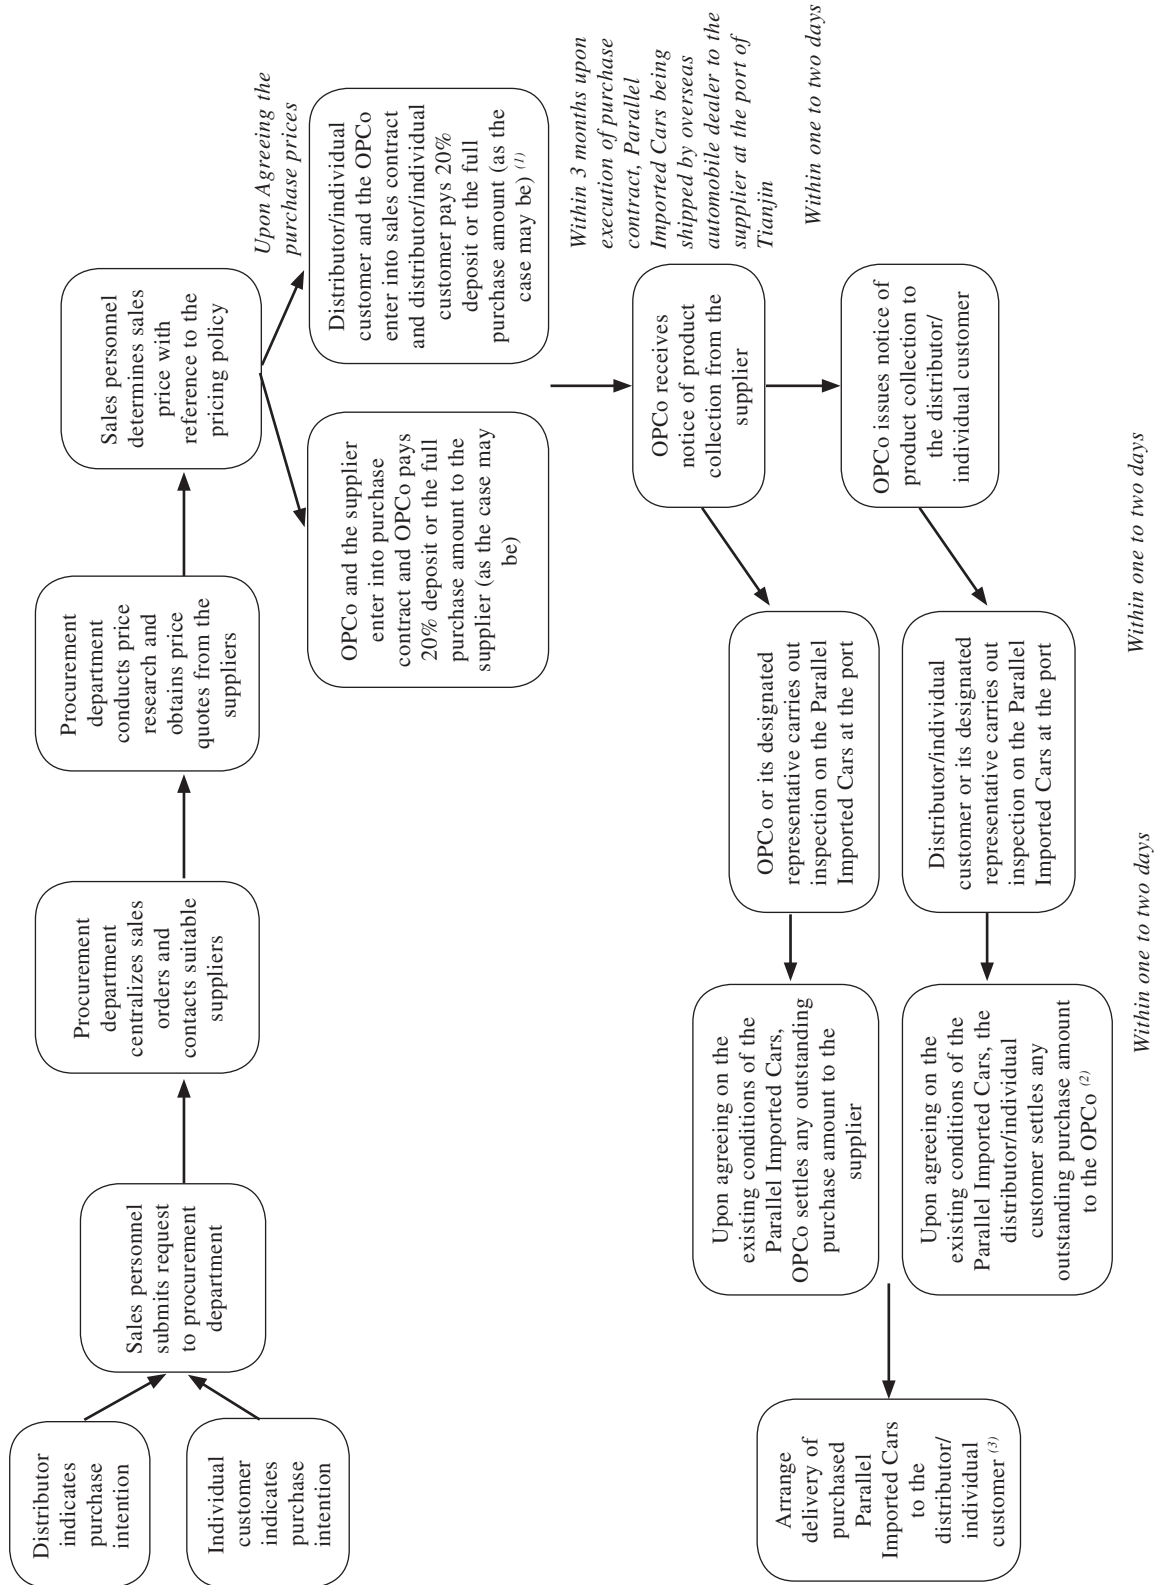 Distributor
indicates
purchase
intention
Individual
customer
indicates
purchase
intention
Sales personnel
submits request
to procurement
department
Procurement
department
centralizes sales
orders and
contacts suitable
suppliers
Procurement
department
conducts price
research and
obtains price
quotes from the
suppliers
Sales personnel
determines sales
price with
reference to the
pricing policy
Upon Agreeing the
purchase prices
OPCo and the supplier
enter into purchase
contract and OPCo pays
20% deposit or the full
purchase amount to the
supplier (as the case may
be)
Distributor/individual
customer and the OPCo
enter into sales contract
and distributor/individual
customer pays 20%
deposit or the full
purchase amount (as the
case may be) (1)
Within 3 months upon
execution of purchase
contract, Parallel
Imported Cars being
shipped by overseas
automobile dealer to the
supplier at the port of
Tianjin
OPCo receives
notice of product
collection from the
supplier
Within one to two days
OPCo issues notice of
product collection to
the distributor/
individual customer
OPCo or its designated
representative carries out
inspection on the Parallel
Imported Cars at the port
Distributor/individual
customer or its designated
representative carries out
inspection on the Parallel
Imported Cars at the port
Within one to two days
Upon agreeing on the
existing conditions of the
Parallel Imported Cars,
OPCo settles any outstanding
purchase amount to the
supplier
Upon agreeing on the
existing conditions of the
Parallel Imported Cars, the
distributor/individual
customer settles any
outstanding purchase amount
to the OPCo (2)
Within one to two days
Arrange
delivery of
purchased
Parallel
Imported Cars
to the
distributor/
individual
customer (3)